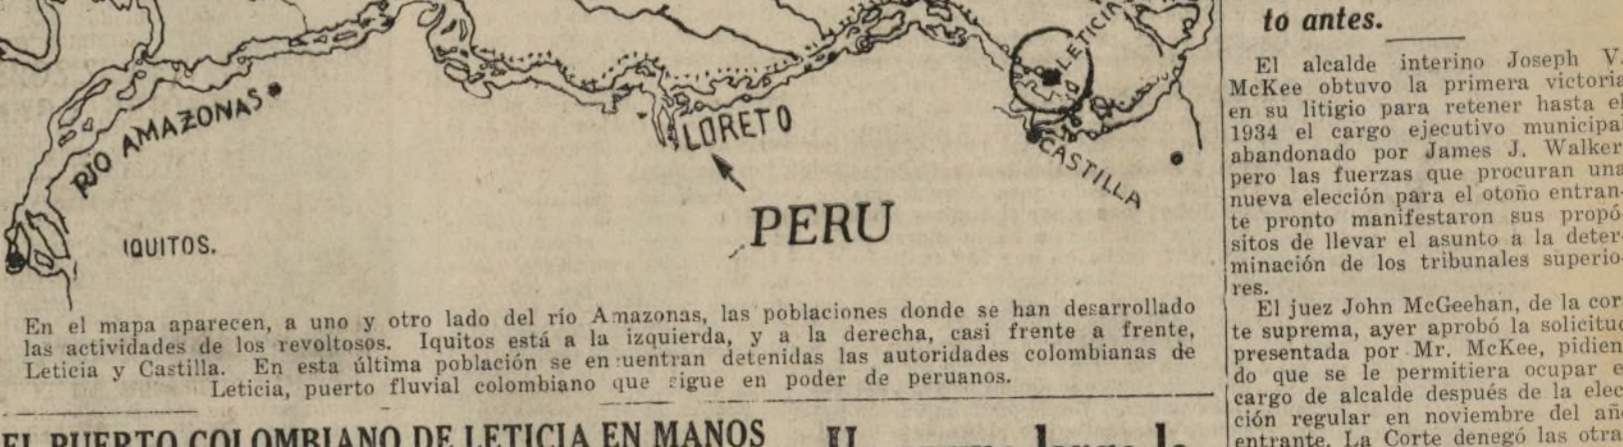 LETICIA
RÍO AMAZONAS
LORETO
CASTILLA
PERU
IQUITOS.
En el mapa aparecen, a uno y otro lado del río Amazonas, las poblaciones donde se han desarrollado
las actividades de los revoltosos. Iquitos está a la izquierda, y a la derecha, casi frente a frente,
Leticia y Castilla. En esta última población se encuentran detenidas las autoridades colombianas de
Leticia, puerto fluvial colombiano que sigue en poder de peruanos.
EL PUERTO COLOMBIANO DE LETICIA EN MANOS
to antes.
El alcalde interino Joseph V.
McKee obtuvo la primera victoria
en su litigio para retener hasta el
1934 el cargo ejecutivo municipal
abandonado por James J. Walker
pero las fuerzas que procuran una
nueva elección para el otoño entran-
te pronto manifestaron sus propó-
sitos de llevar el asunto a la deter-
minación de los tribunales superio-
res.
El juez John McGeehan, de la cor-
te suprema, ayer aprobó la solicitu
presentada por Mr. McKee, pidien
do que se le permitiera ocupar e
cargo de alcalde después de la elec
ción regular en noviembre del añ
entrante. La Corte denegó las otra